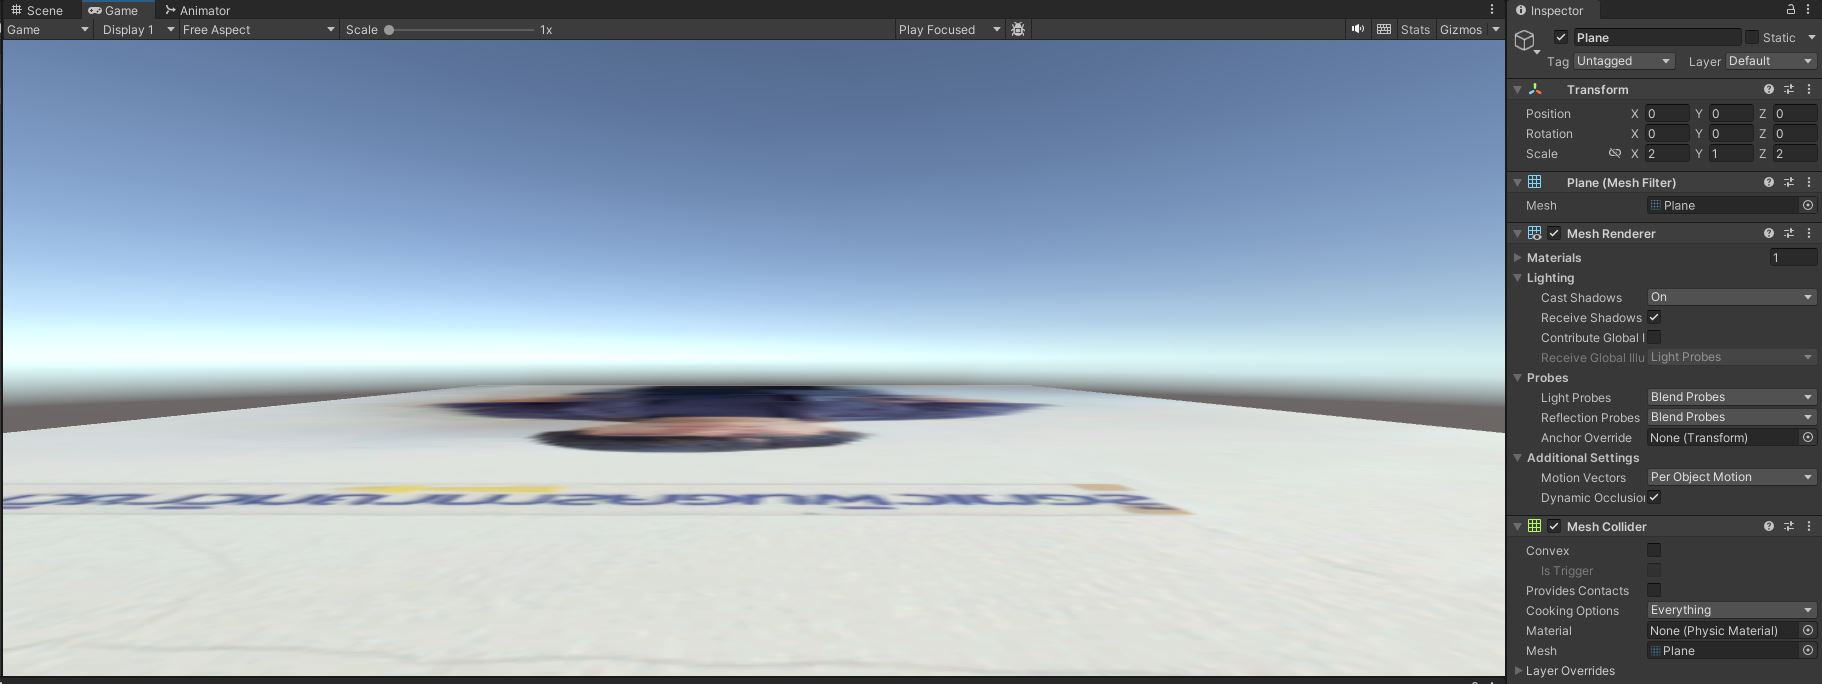 Scene Game Animator
Game Display 1 Free Aspect Scale 1x Play Focused Stats Gizmos
Inspector
Plane Static
Tag Untagged Layer Default
Transform
Position X 0 Y 0 Z 0
Rotation X 0 Y 0 Z 0
Scale X 2 Y 1 Z 2
Plane (Mesh Filter)
Mesh Plane
Mesh Renderer
Materials 1
Lighting
Cast Shadows On
Receive Shadows
Contribute Global I
Receive Global Illu Light Probes
Probes
Light Probes Blend Probes
Reflection Probes Blend Probes
Anchor Override None (Transform)
Additional Settings
Motion Vectors Per Object Motion
Dynamic Occlusion
Mesh Collider
Convex
Is Trigger
Provides Contacts
Cooking Options Everything
Material None (Physic Material)
Mesh Plane
Layer Overrides